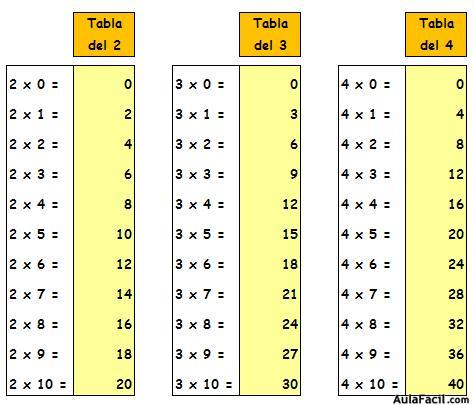 Tabla
del 2
2 x 0 = 0
2 x 1 = 2
2 x 2 = 4
2 x 3 = 6
2 x 4 = 8
2 x 5 = 10
2 x 6 = 12
2 x 7 = 14
2 x 8 = 16
2 x 9 = 18
2 x 10 = 20
Tabla
del 3
3 x 0 = 0
3 x 1 = 3
3 x 2 = 6
3 x 3 = 9
3 x 4 = 12
3 x 5 = 15
3 x 6 = 18
3 x 7 = 21
3 x 8 = 24
3 x 9 = 27
3 x 10 = 30
Tabla
del 4
4 x 0 = 0
4 x 1 = 4
4 x 2 = 8
4 x 3 = 12
4 x 4 = 16
4 x 5 = 20
4 x 6 = 24
4 x 7 = 28
4 x 8 = 32
4 x 9 = 36
4 x 10 = 40
AulaFacil.com